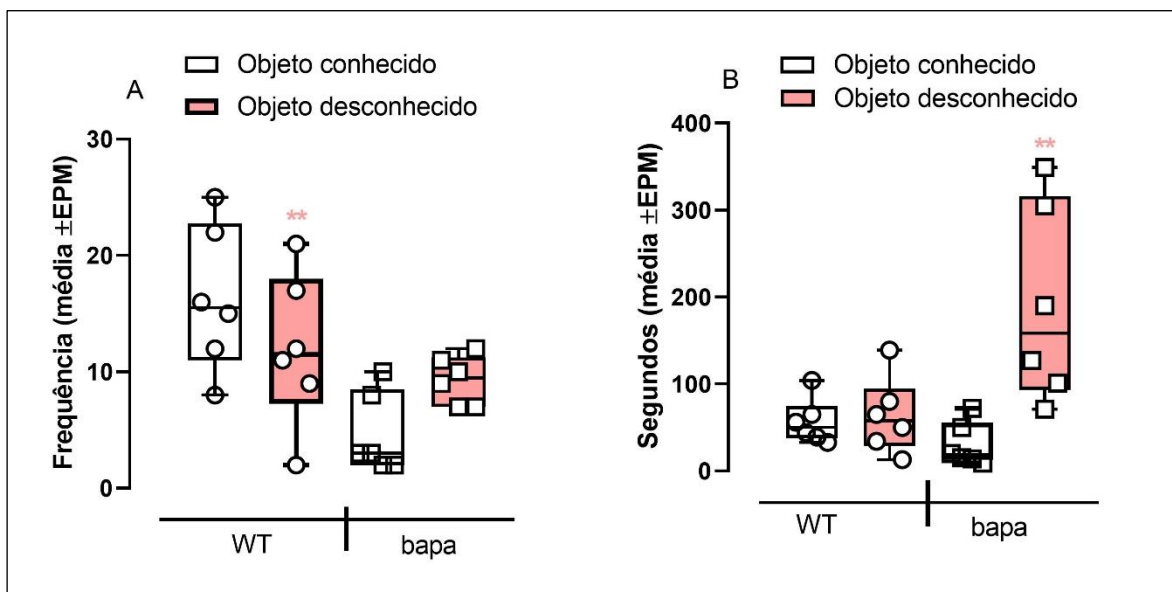 A
Objeto conhecido
Objeto desconhecido
Frequência (média ±EPM)
30
20
10
0
**
WT
bapa
B
Objeto conhecido
Objeto desconhecido
Segundos (média ±EPM)
400
300
200
100
0
**
WT
bapa